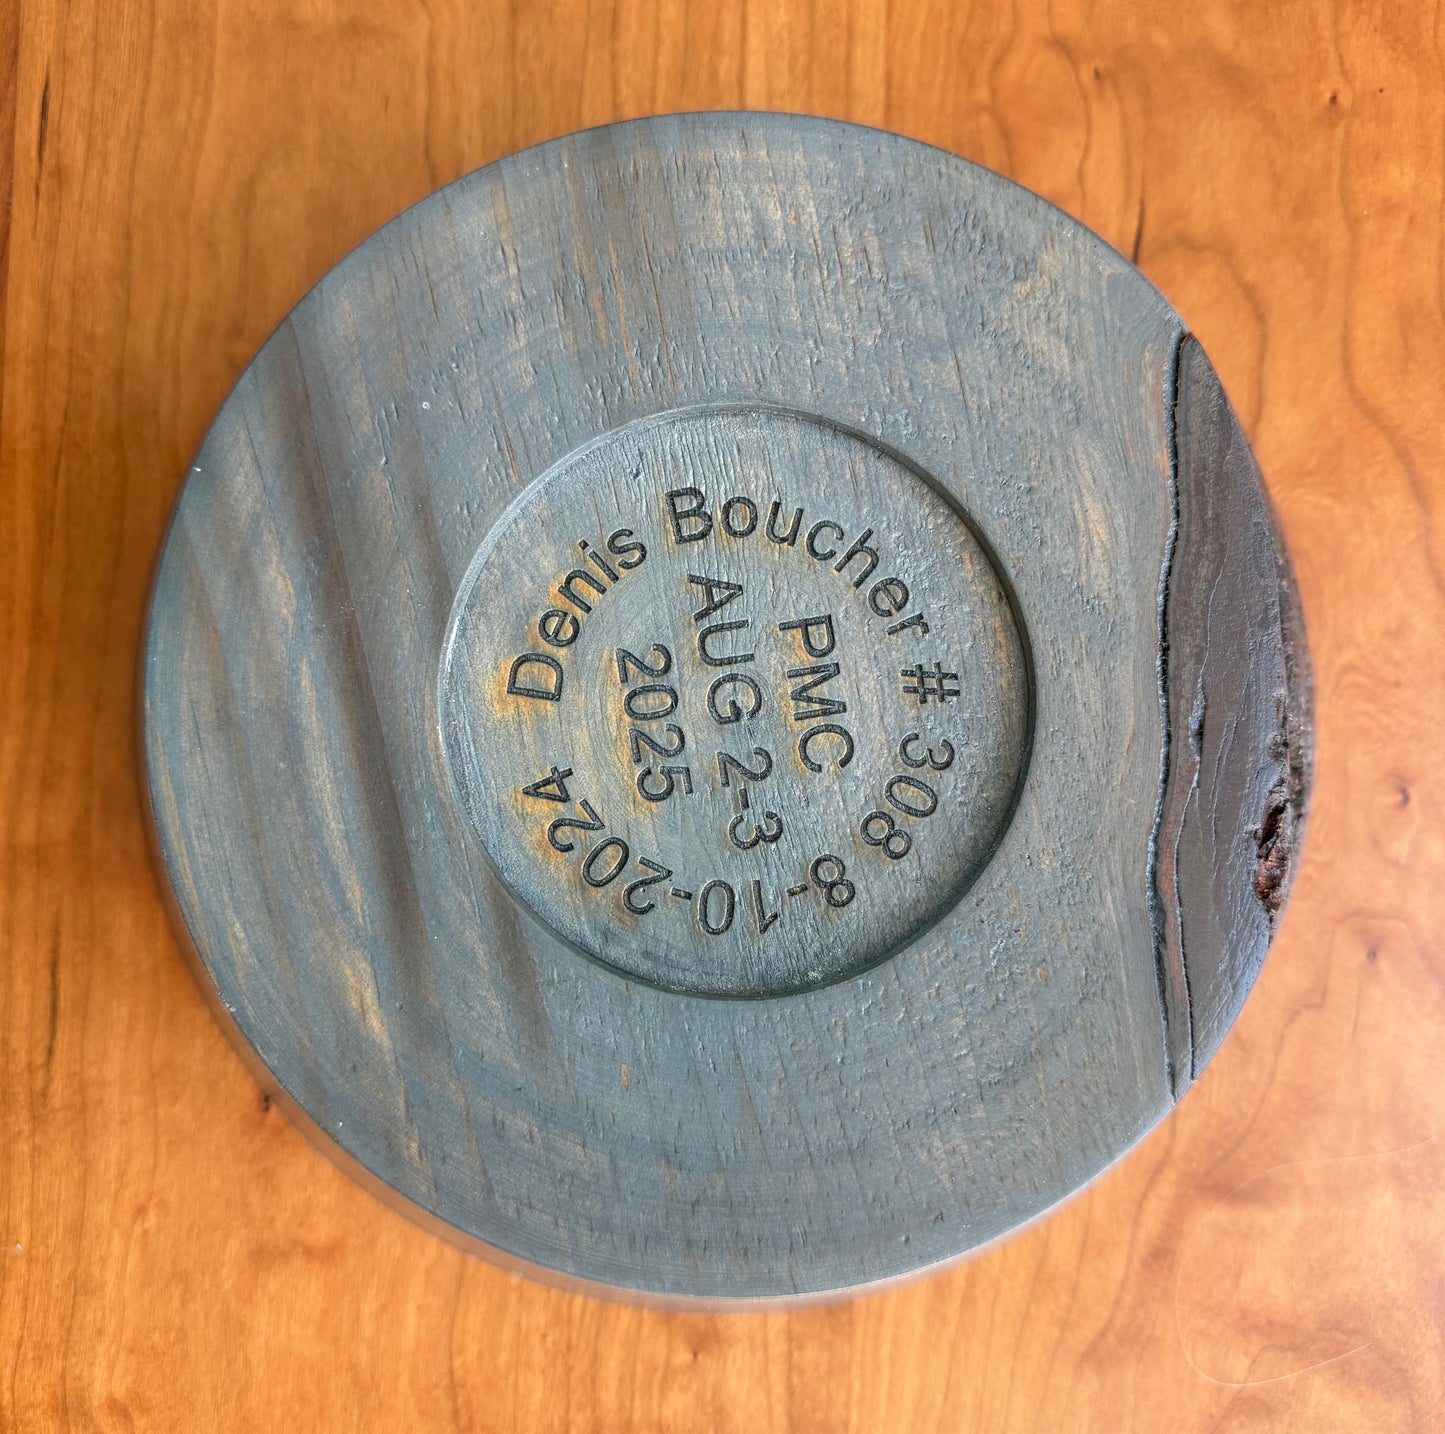 Denis Boucher # 308 8-10-2024
PMC
AUG 2-3
2025